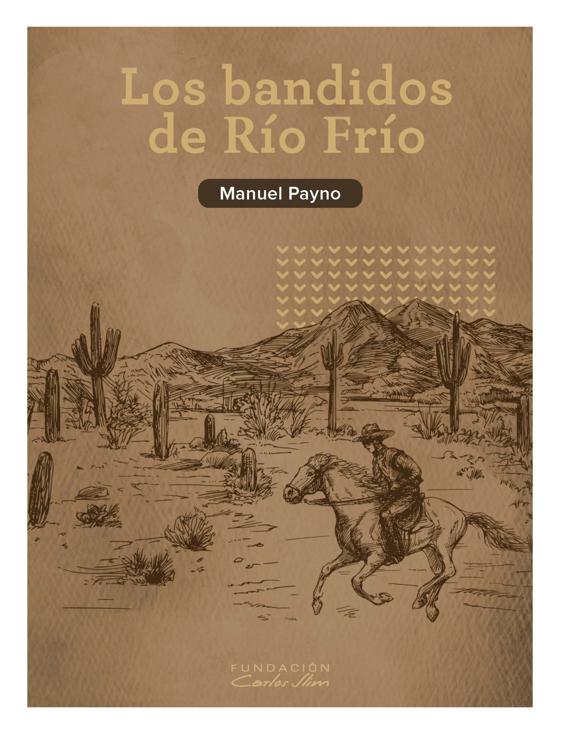 Los bandidos
de Río Frío
Manuel Payno
FUNDACIÓN
Carlos Slim